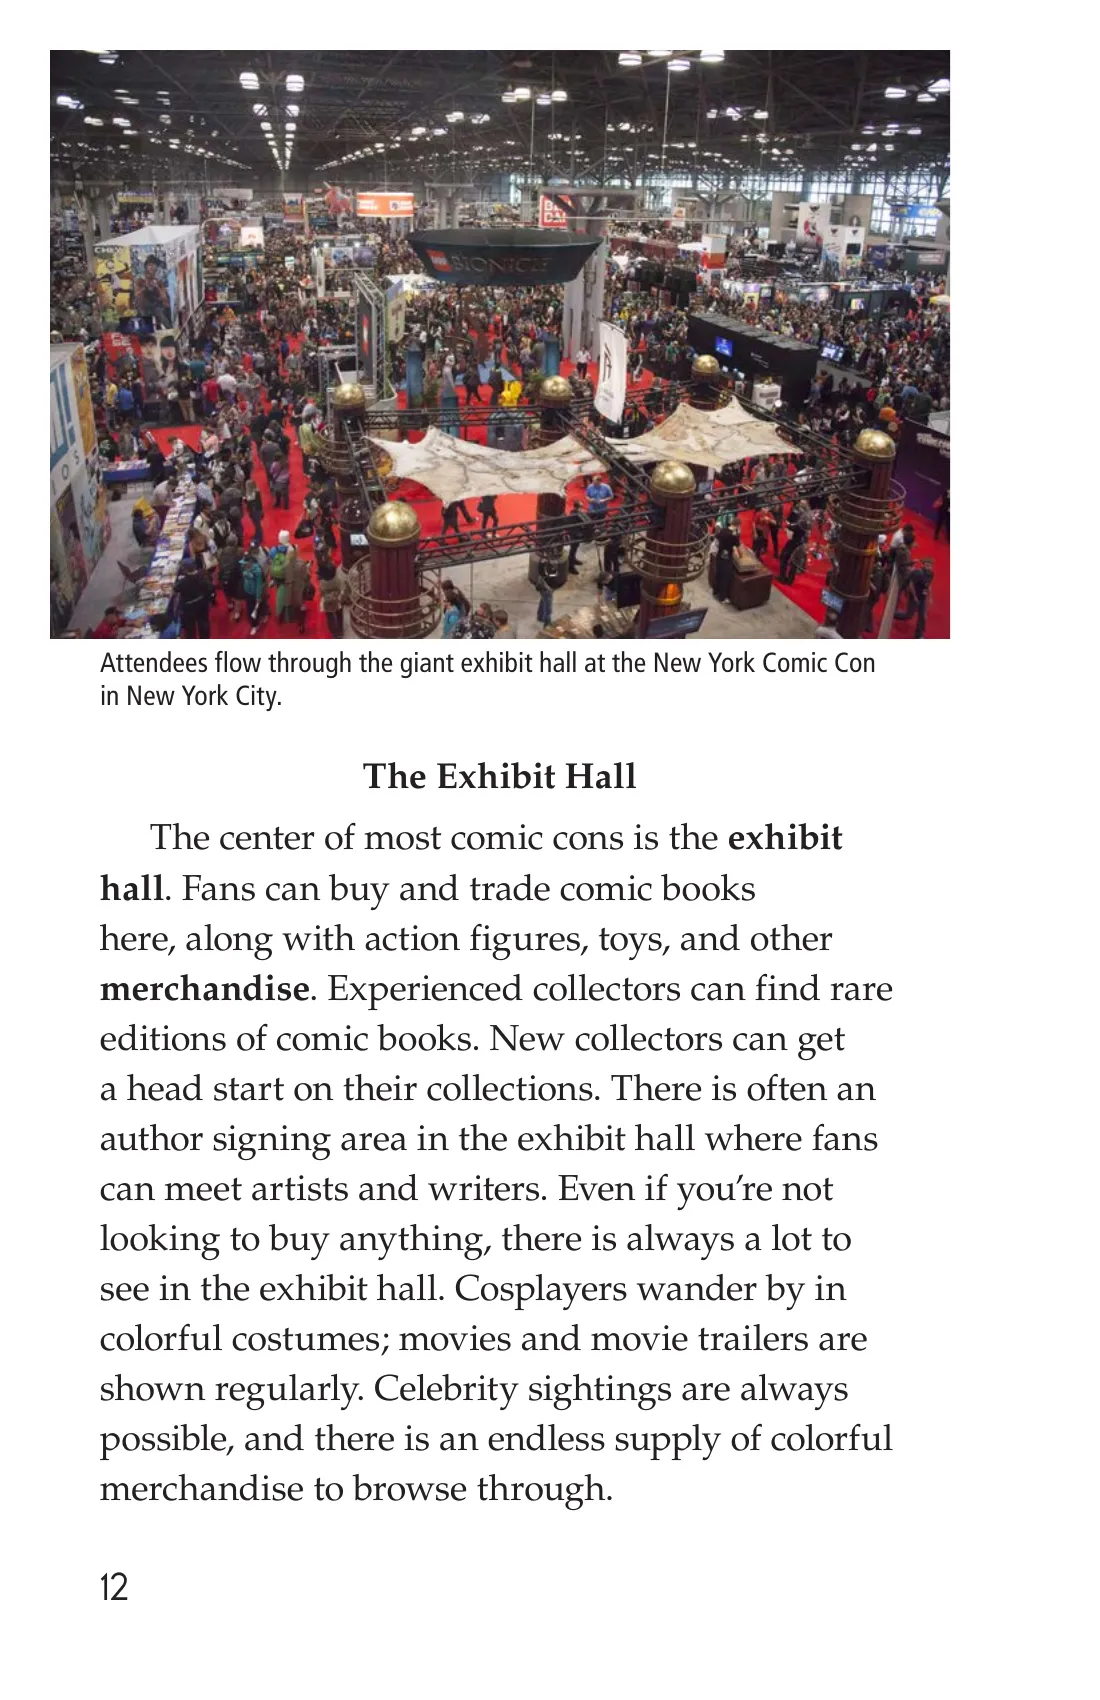 BIONICLE
Attendees flow through the giant exhibit hall at the New York Comic Con
in New York City.
The Exhibit Hall
The center of most comic cons is the exhibit
hall. Fans can buy and trade comic books
here, along with action figures, toys, and other
merchandise. Experienced collectors can find rare
editions of comic books. New collectors can get
a head start on their collections. There is often an
author signing area in the exhibit hall where fans
can meet artists and writers. Even if you’re not
looking to buy anything, there is always a lot to
see in the exhibit hall. Cosplayers wander by in
colorful costumes; movies and movie trailers are
shown regularly. Celebrity sightings are always
possible, and there is an endless supply of colorful
merchandise to browse through.
12